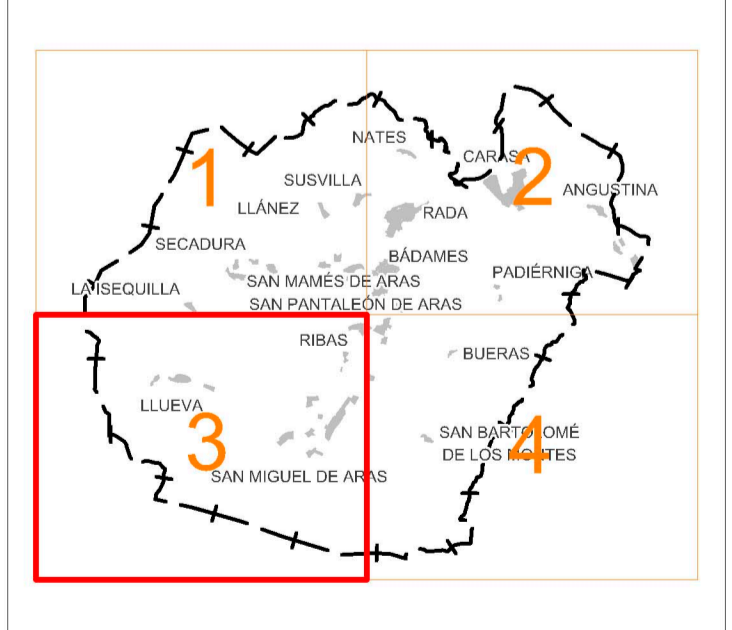 NATES
CARASA
1
2
SUSVILLA
ANGUSTINA
LLÁNEZ
RADA
SECADURA
BÁDAMES
PADIÉRNIGA
SAN MAMÉS DE ARAS
LA ISEQUILLA
SAN PANTALEÓN DE ARAS
RIBAS
BUERAS
LLUEVA
3
4
SAN BARTOLOMÉ
DE LOS MONTES
SAN MIGUEL DE ARAS